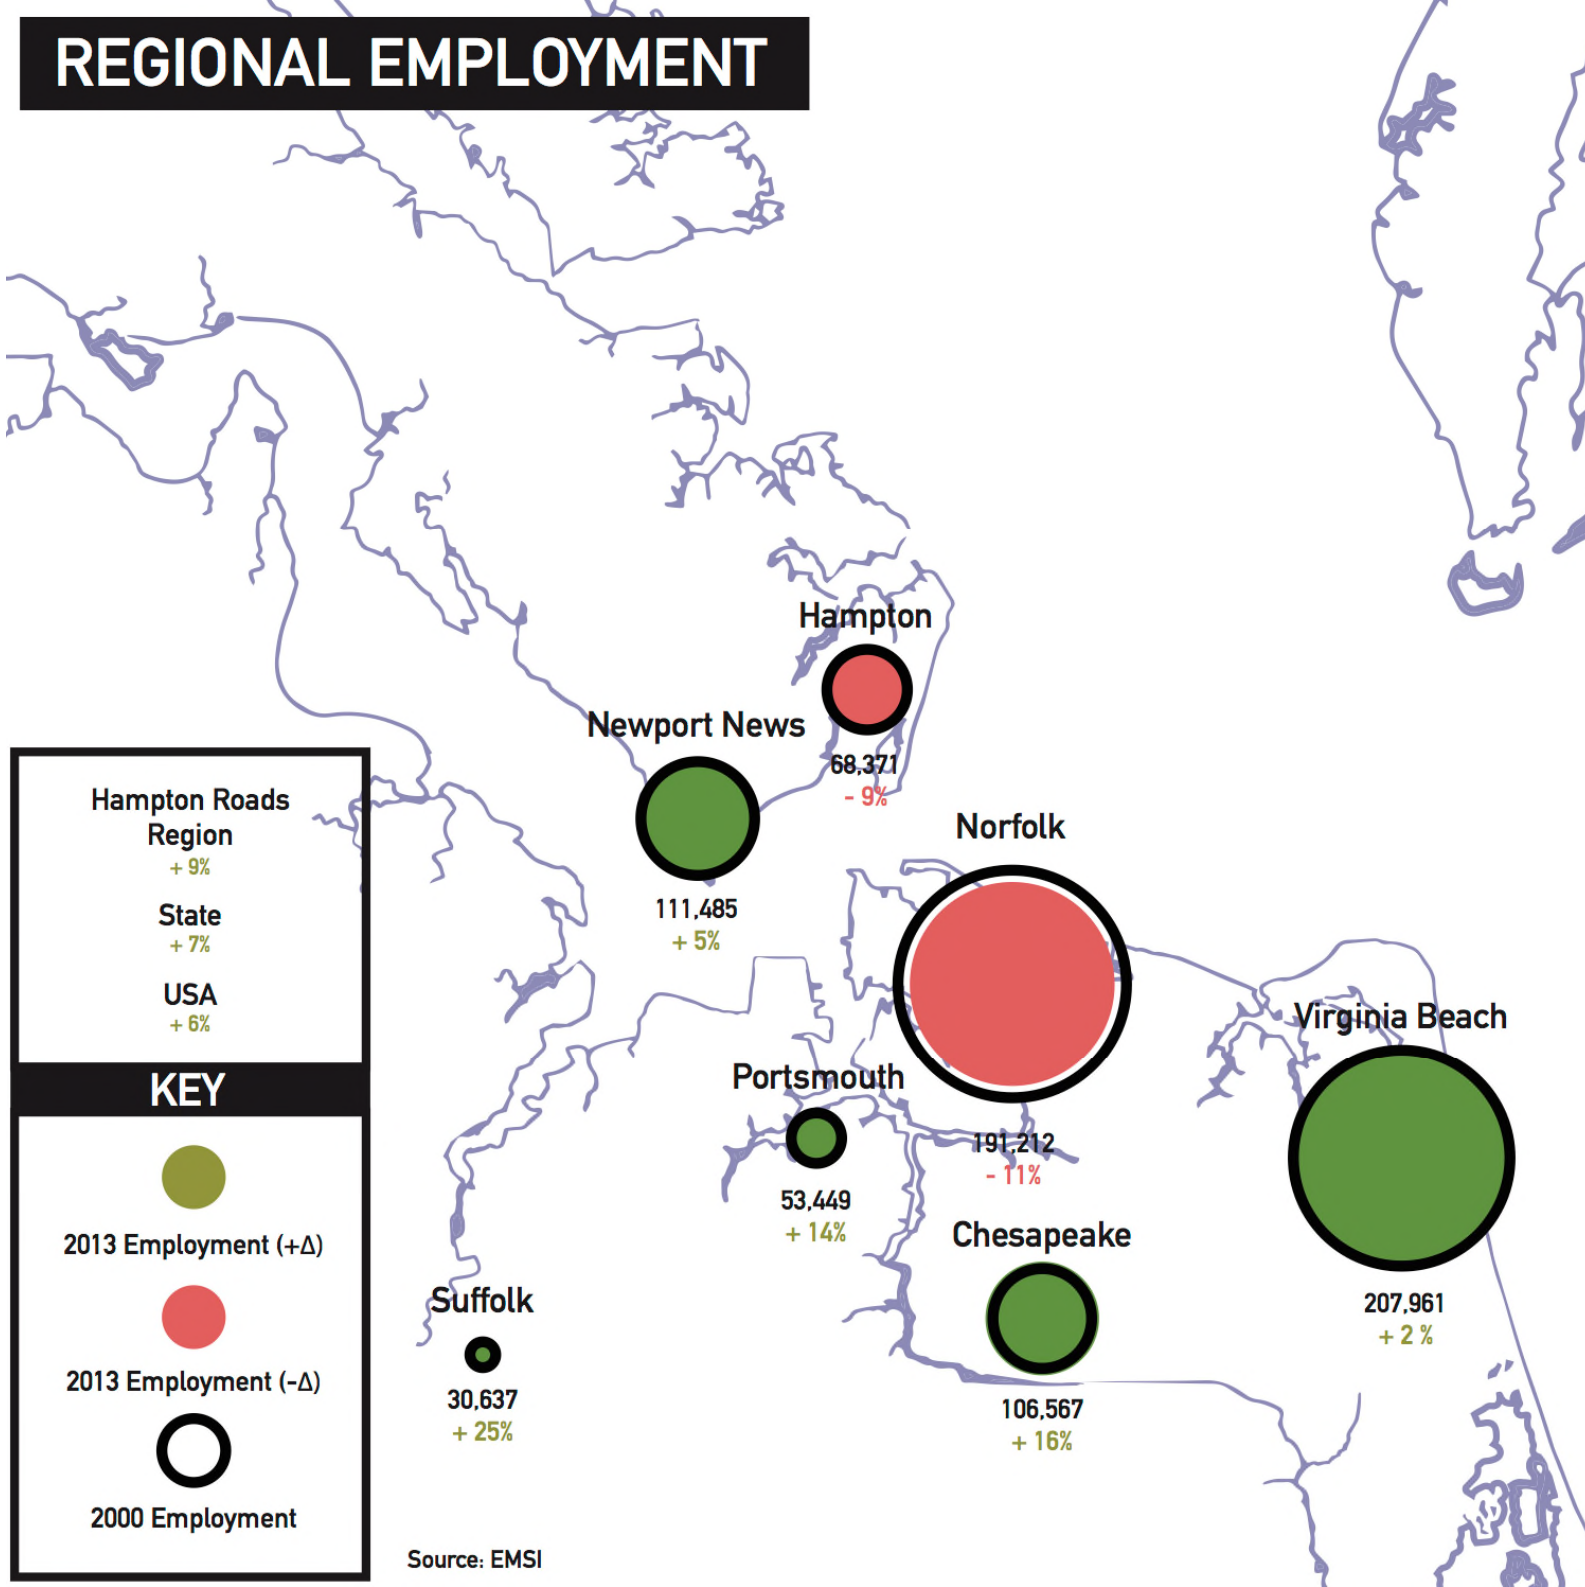 REGIONAL EMPLOYMENT
Hampton
68,371
- 9%
Newport News
111,485
+ 5%
Norfolk
191,212
- 11%
Virginia Beach
207,961
+ 2 %
Portsmouth
53,449
+ 14%
Chesapeake
106,567
+ 16%
Suffolk
30,637
+ 25%
Hampton Roads
Region
+ 9%
State
+ 7%
USA
+ 6%
KEY
2013 Employment (+Δ)
2013 Employment (-Δ)
2000 Employment
Source: EMSI